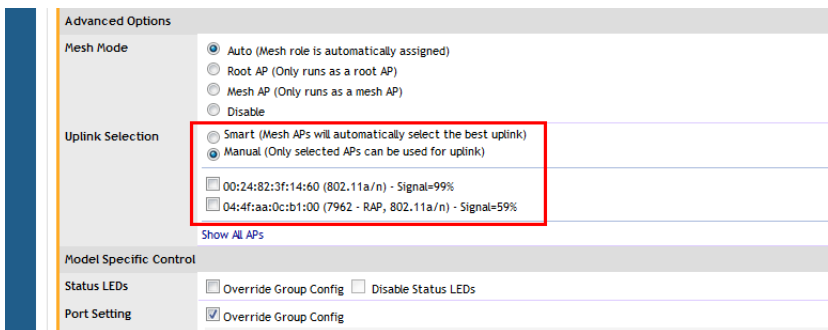 Advanced Options
Mesh Mode
Auto (Mesh role is automatically assigned)
Root AP (Only runs as a root AP)
Mesh AP (Only runs as a mesh AP)
Disable
Uplink Selection
Smart (Mesh APs will automatically select the best uplink)
Manual (Only selected APs can be used for uplink)
00:24:82:3f:14:60 (802.11a/n) - Signal=99%
04:4f:aa:0c:b1:00 (7962 - RAP, 802.11a/n) - Signal=59%
Show All APs
Model Specific Control
Status LEDs
Override Group Config Disable Status LEDs
Port Setting
Override Group Config